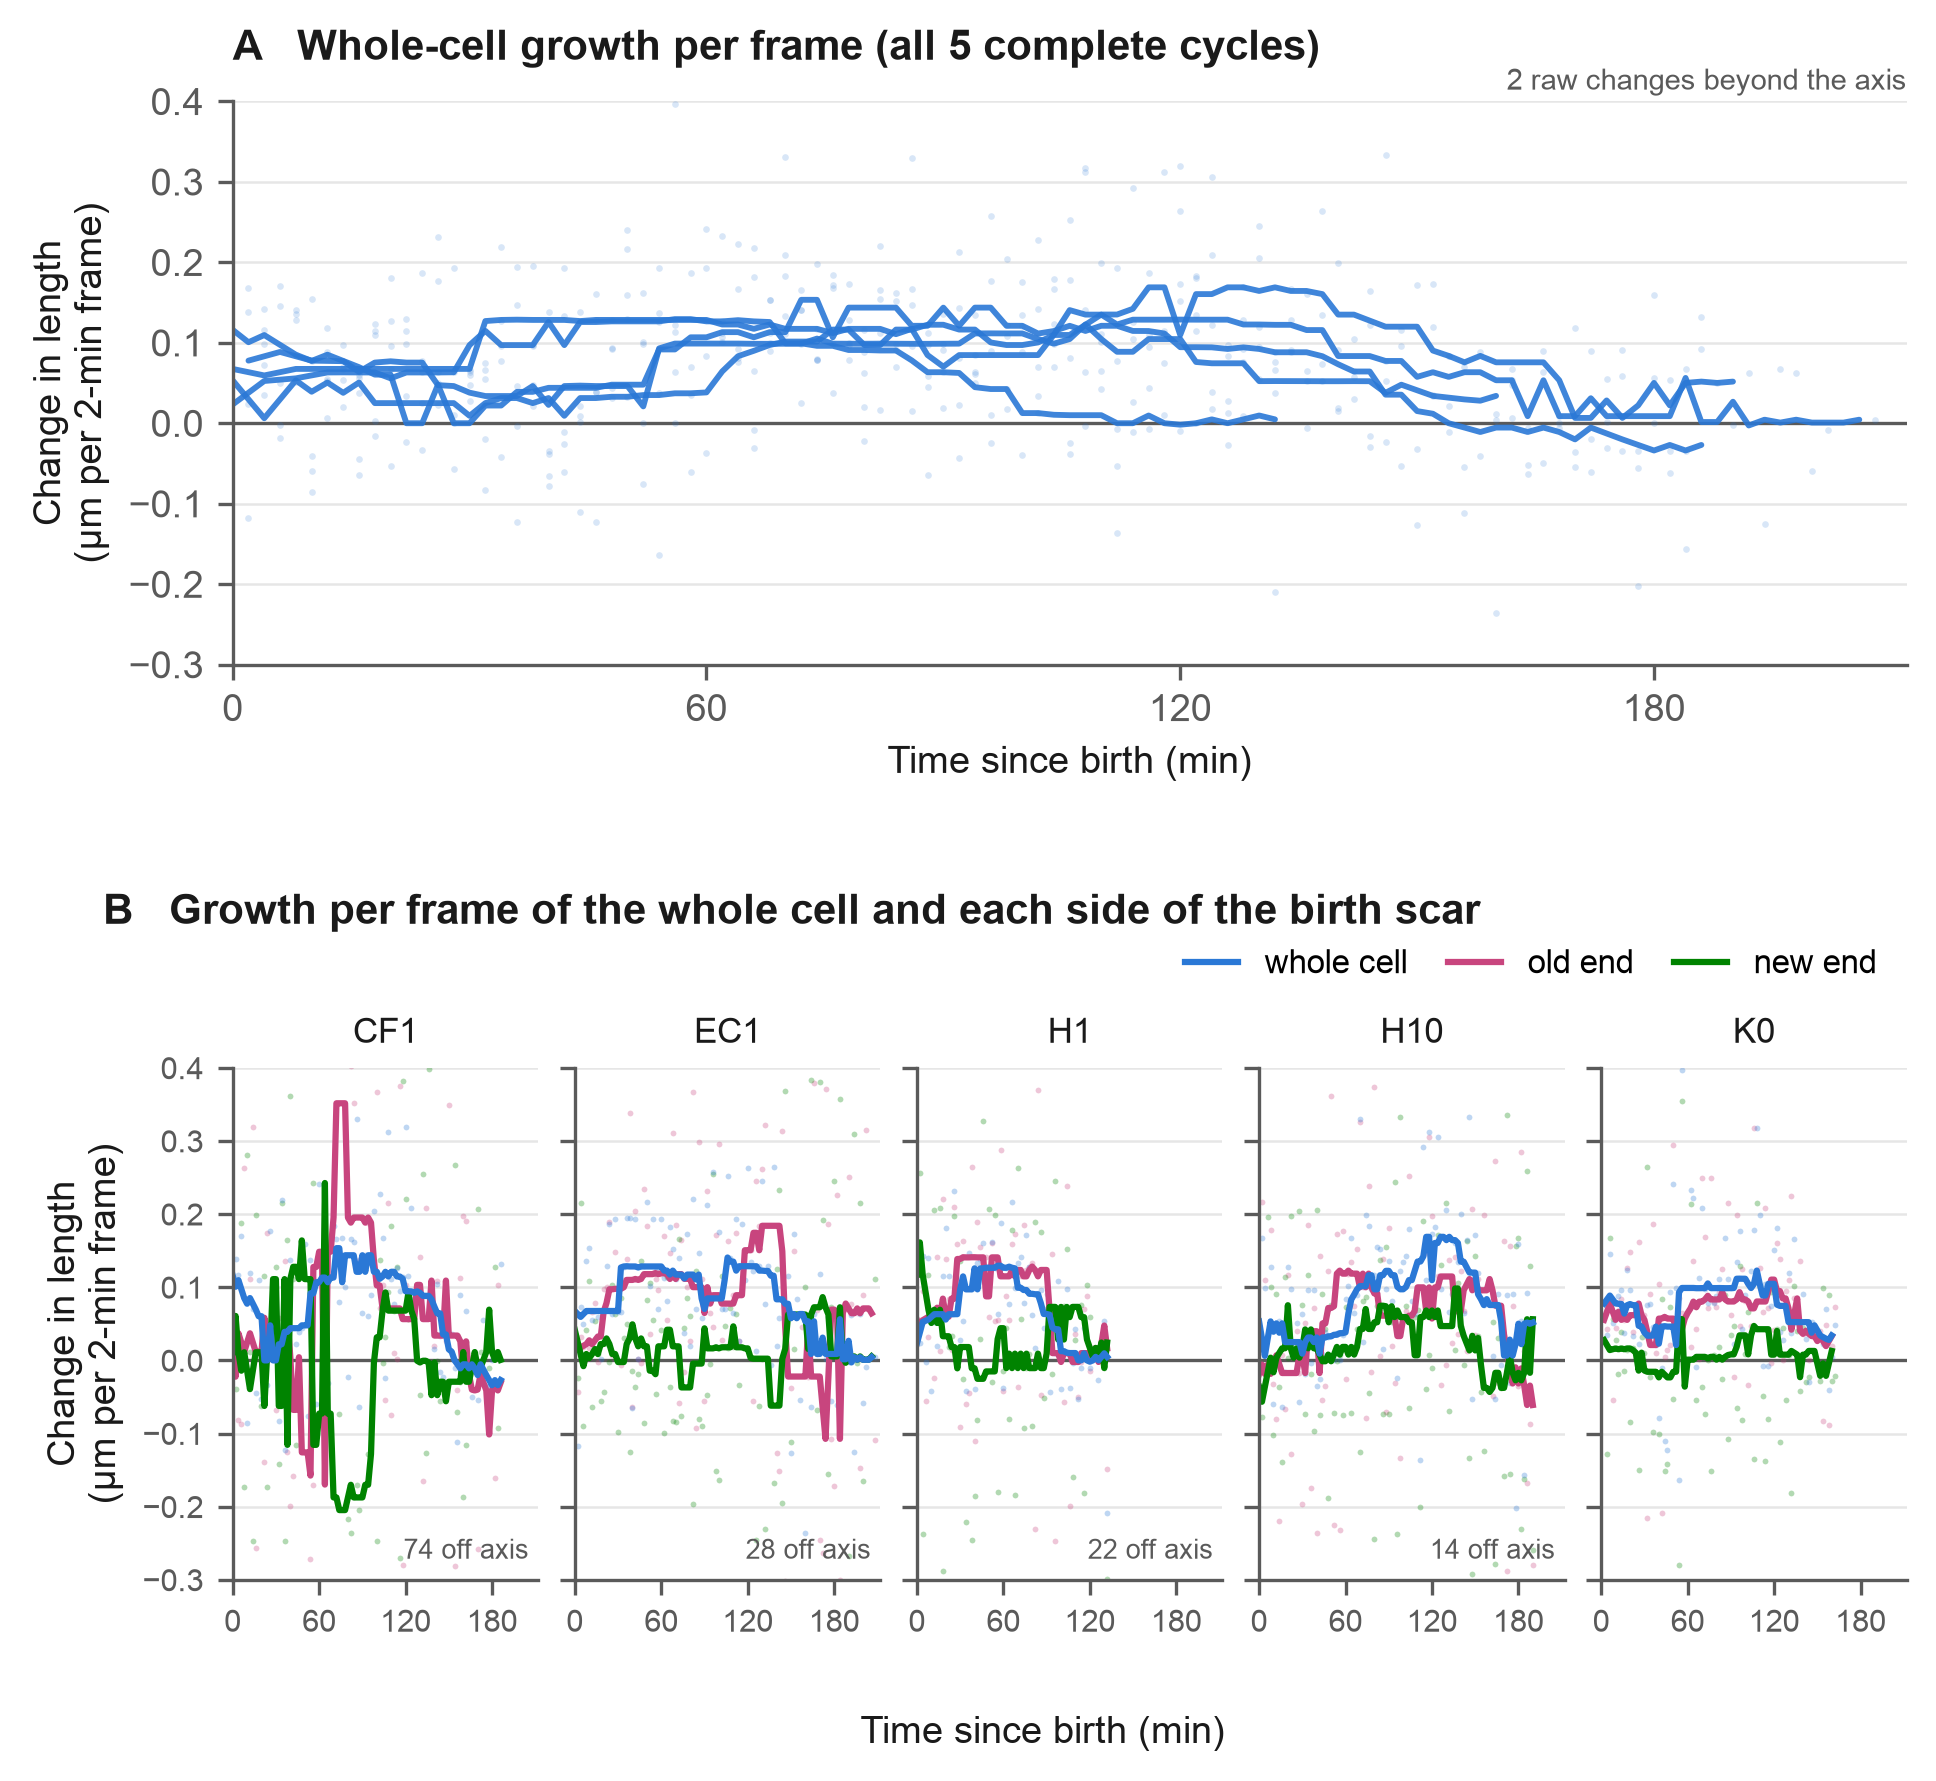 A Whole-cell growth per frame (all 5 complete cycles)
2 raw changes beyond the axis
Change in length
(µm per 2-min frame)
0.4
0.3
0.2
0.1
0.0
−0.1
−0.2
−0.3
0 60 120 180
Time since birth (min)
B Growth per frame of the whole cell and each side of the birth scar
whole cell old end new end
CF1 EC1 H1 H10 K0
Change in length
(µm per 2-min frame)
0.4
0.3
0.2
0.1
0.0
−0.1
−0.2
−0.3
74 off axis 28 off axis 22 off axis 14 off axis
0 60 120 180 0 60 120 180 0 60 120 180 0 60 120 180 0 60 120 180
Time since birth (min)